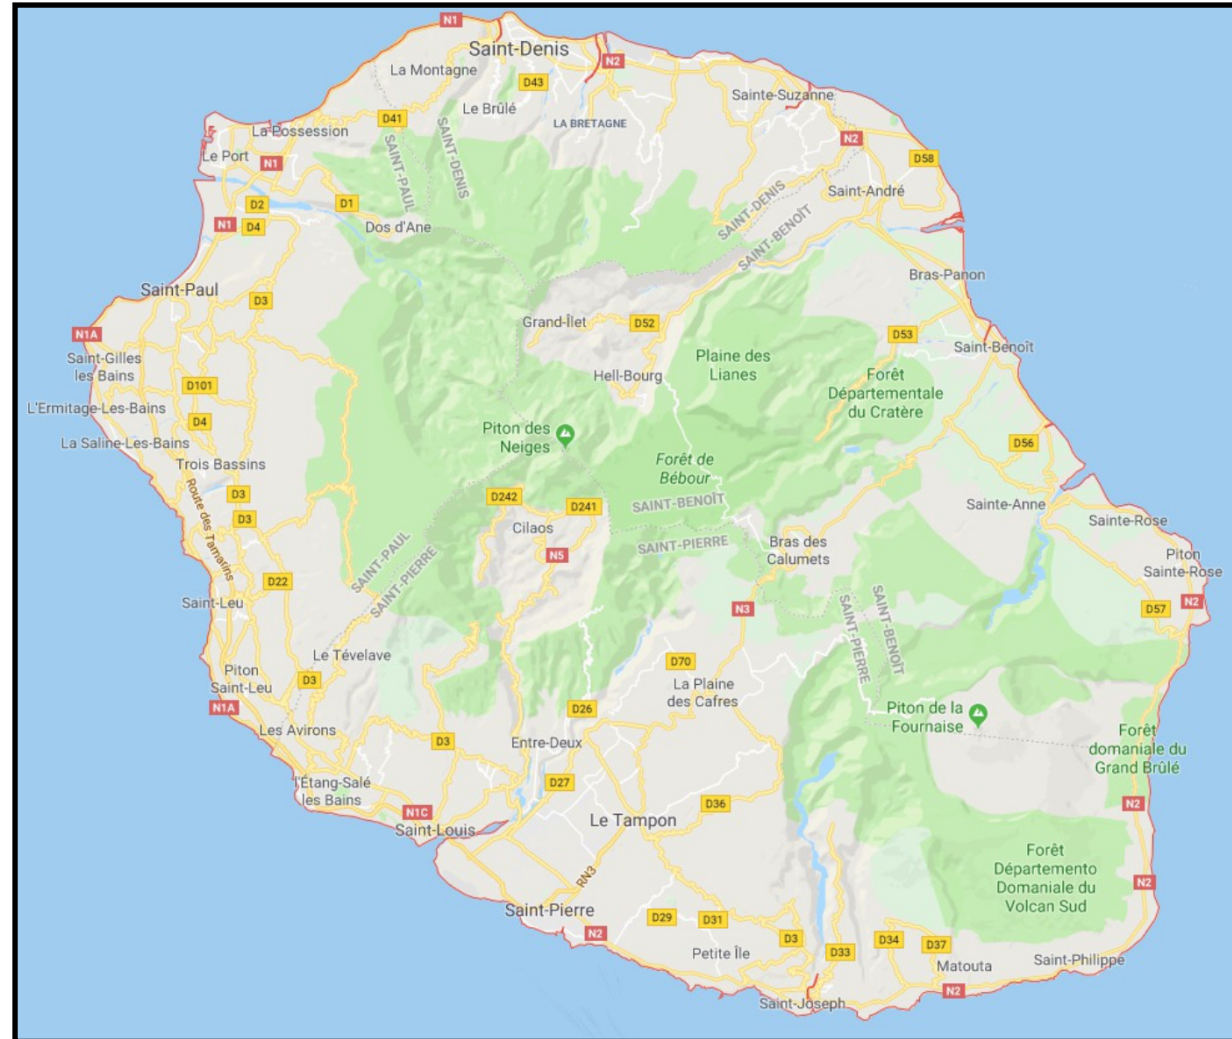 N1
Saint-Denis
La Montagne
N2
D43
Le Brûlé
Sainte-Suzanne
D41
LA BRETAGNE
La Possession
N2
Le Port
N1
SAINT-PAUL
SAINT-DENIS
D58
D2
D1
Saint-André
N1
D4
Dos d'Ane
SAINT-DENIS
SAINT-BENOÎT
Bras-Panon
Saint-Paul
D3
N1A
Grand-Îlet
D52
D53
Saint-Gilles
les Bains
Saint-Benoît
Plaine des
Lianes
Hell-Bourg
D101
Forêt
Départementale
du Cratère
L'Ermitage-Les-Bains
D4
La Saline-Les-Bains
Piton des
Neiges
D56
Trois Bassins
Forêt de
Bébour
D3
D242
SAINT-BENOÎT
D241
Sainte-Anne
Route des Tamarins
D3
Cilaos
Sainte-Rose
SAINT-PIERRE
Bras des
Calumets
N5
Piton
Sainte-Rose
SAINT-PAUL
SAINT-PIERRE
D22
Saint-Leu
N3
N2
D57
SAINT-PIERRE
SAINT-BENOÎT
Le Tévelave
D70
Piton
Saint-Leu
D3
La Plaine
des Cafres
N1A
D26
Piton de la
Fournaise
Les Avirons
D3
Entre-Deux
Forêt
domaniale du
Grand Brûlé
l'Étang-Salé
les Bains
D27
N1C
D36
N2
Saint-Louis
Le Tampon
Forêt
Départemento
Domaniale du
Volcan Sud
RN3
N2
Saint-Pierre
D29
D31
N2
D3
D34
D37
Petite Île
D33
Matouta
Saint-Philippe
N2
Saint-Joseph